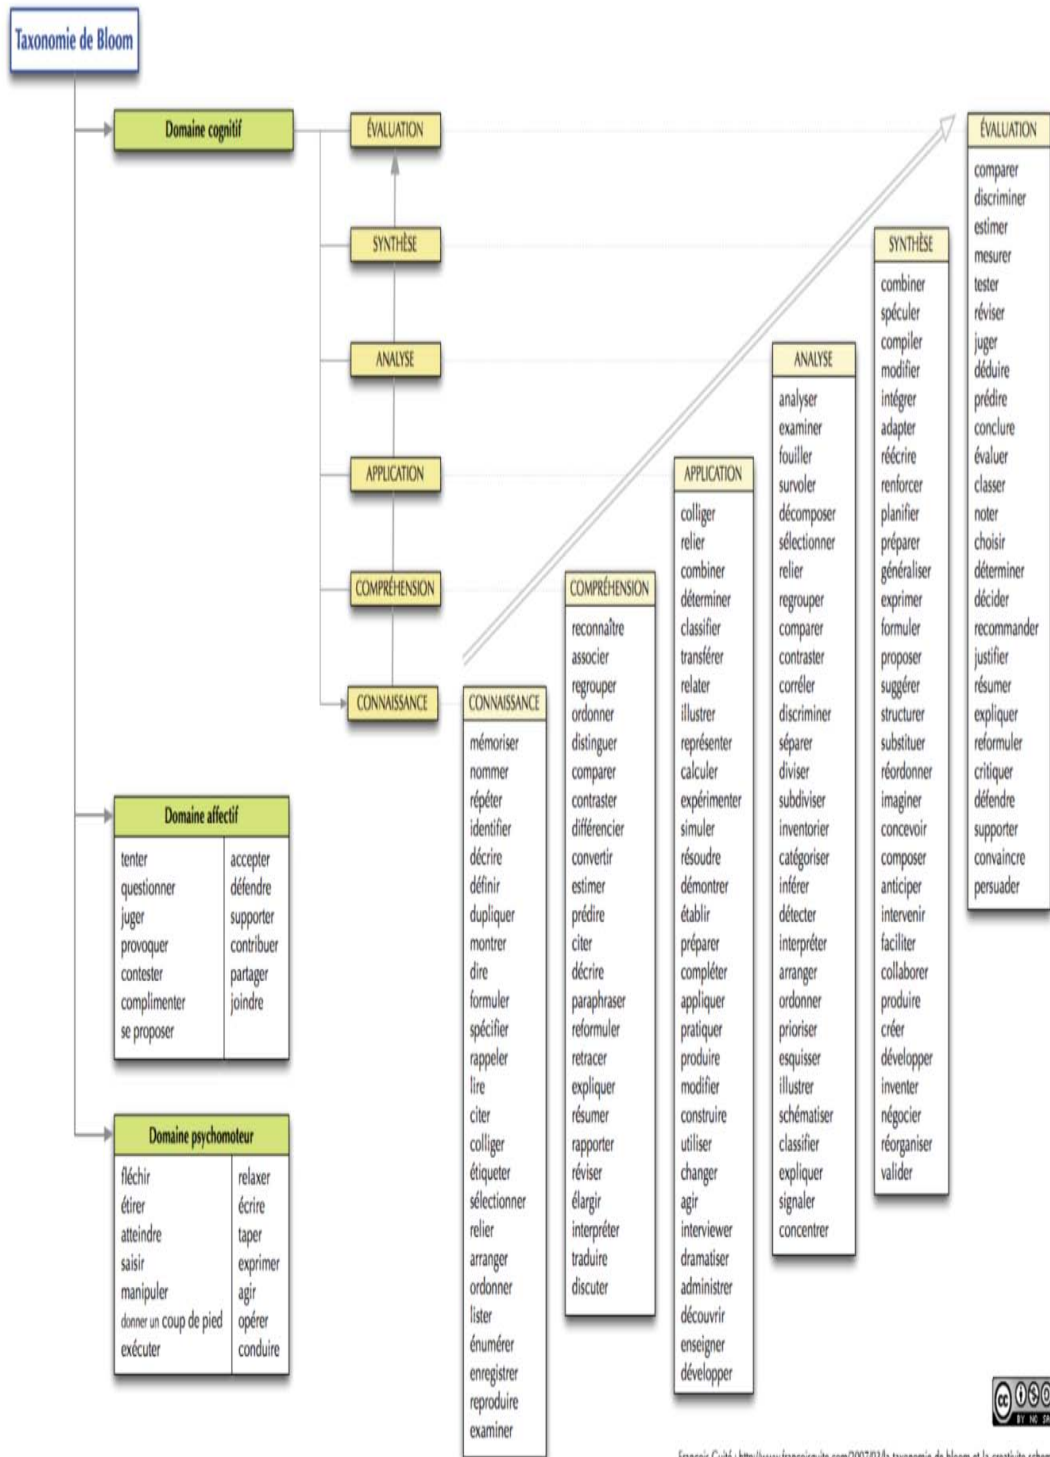 Taxonomie de Bloom
Domaine cognitif
ÉVALUATION
SYNTHÈSE
ANALYSE
APPLICATION
COMPRÉHENSION
CONNAISSANCE
Domaine affectif
tenter
questionner
juger
provoquer
contester
complimenter
se proposer
accepter
défendre
supporter
contribuer
partager
joindre
Domaine psychomoteur
fléchir
étirer
atteindre
saisir
manipuler
donner un coup de pied
exécuter
relaxer
écrire
taper
exprimer
agir
opérer
conduire
CONNAISSANCE
mémoriser
nommer
répéter
identifier
décrire
définir
dupliquer
montrer
dire
formuler
spécifier
rappeler
lire
citer
colliger
étiqueter
sélectionner
relier
arranger
ordonner
lister
énumérer
enregistrer
reproduire
examiner
COMPRÉHENSION
reconnaître
associer
regrouper
ordonner
distinguer
comparer
contraster
différencier
convertir
estimer
prédire
citer
décrire
paraphraser
reformuler
retracer
expliquer
résumer
rapporter
réviser
élargir
interpréter
traduire
discuter
APPLICATION
colliger
relier
combiner
déterminer
classifier
transférer
relater
illustrer
représenter
calculer
expérimenter
simuler
résoudre
démontrer
établir
préparer
compléter
appliquer
pratiquer
produire
modifier
construire
utiliser
changer
agir
interviewer
dramatiser
administrer
découvrir
enseigner
développer
ANALYSE
analyser
examiner
fouiller
survoler
décomposer
sélectionner
relier
regrouper
comparer
contraster
corréler
discriminer
séparer
diviser
subdiviser
inventorier
catégoriser
inférer
détecter
interpréter
arranger
ordonner
prioriser
esquisser
illustrer
schématiser
classifier
expliquer
signaler
concentrer
SYNTHÈSE
combiner
spéculer
compiler
modifier
intégrer
adapter
réécrire
renforcer
planifier
préparer
généraliser
exprimer
formuler
proposer
suggérer
structurer
substituer
réordonner
imaginer
concevoir
composer
anticiper
intervenir
faciliter
collaborer
produire
créer
développer
inventer
négocier
réorganiser
valider
ÉVALUATION
comparer
discriminer
estimer
mesurer
tester
réviser
juger
déduire
prédire
conclure
évaluer
classer
noter
choisir
déterminer
décider
recommander
justifier
résumer
expliquer
reformuler
critiquer
défendre
supporter
convaincre
persuader
cc
BY NC